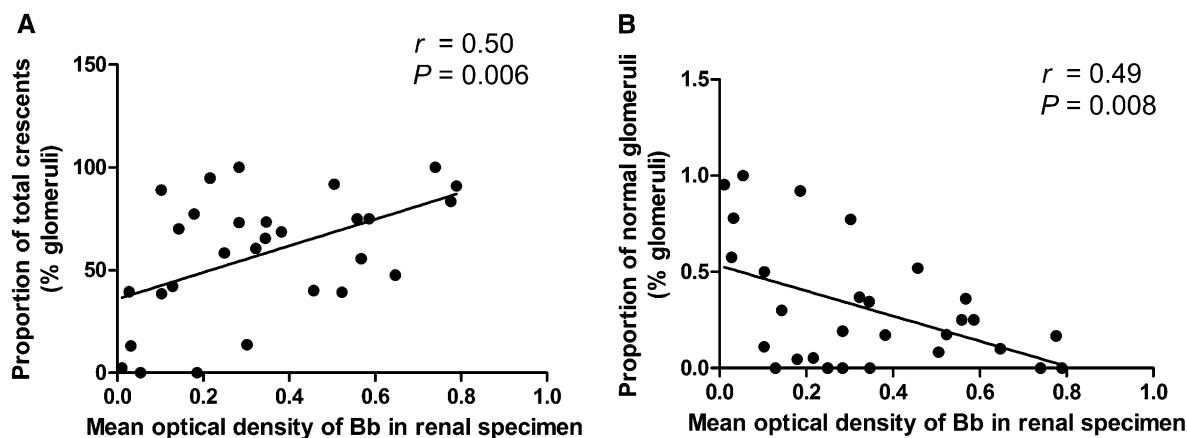 A
r = 0.50
P = 0.006
Proportion of total crescents
(% glomeruli)
150
100
50
0
0.0 0.2 0.4 0.6 0.8 1.0
Mean optical density of Bb in renal specimen
B
r = 0.49
P = 0.008
Proportion of normal glomeruli
(% glomeruli)
1.5
1.0
0.5
0.0
0.0 0.2 0.4 0.6 0.8 1.0
Mean optical density of Bb in renal specimen